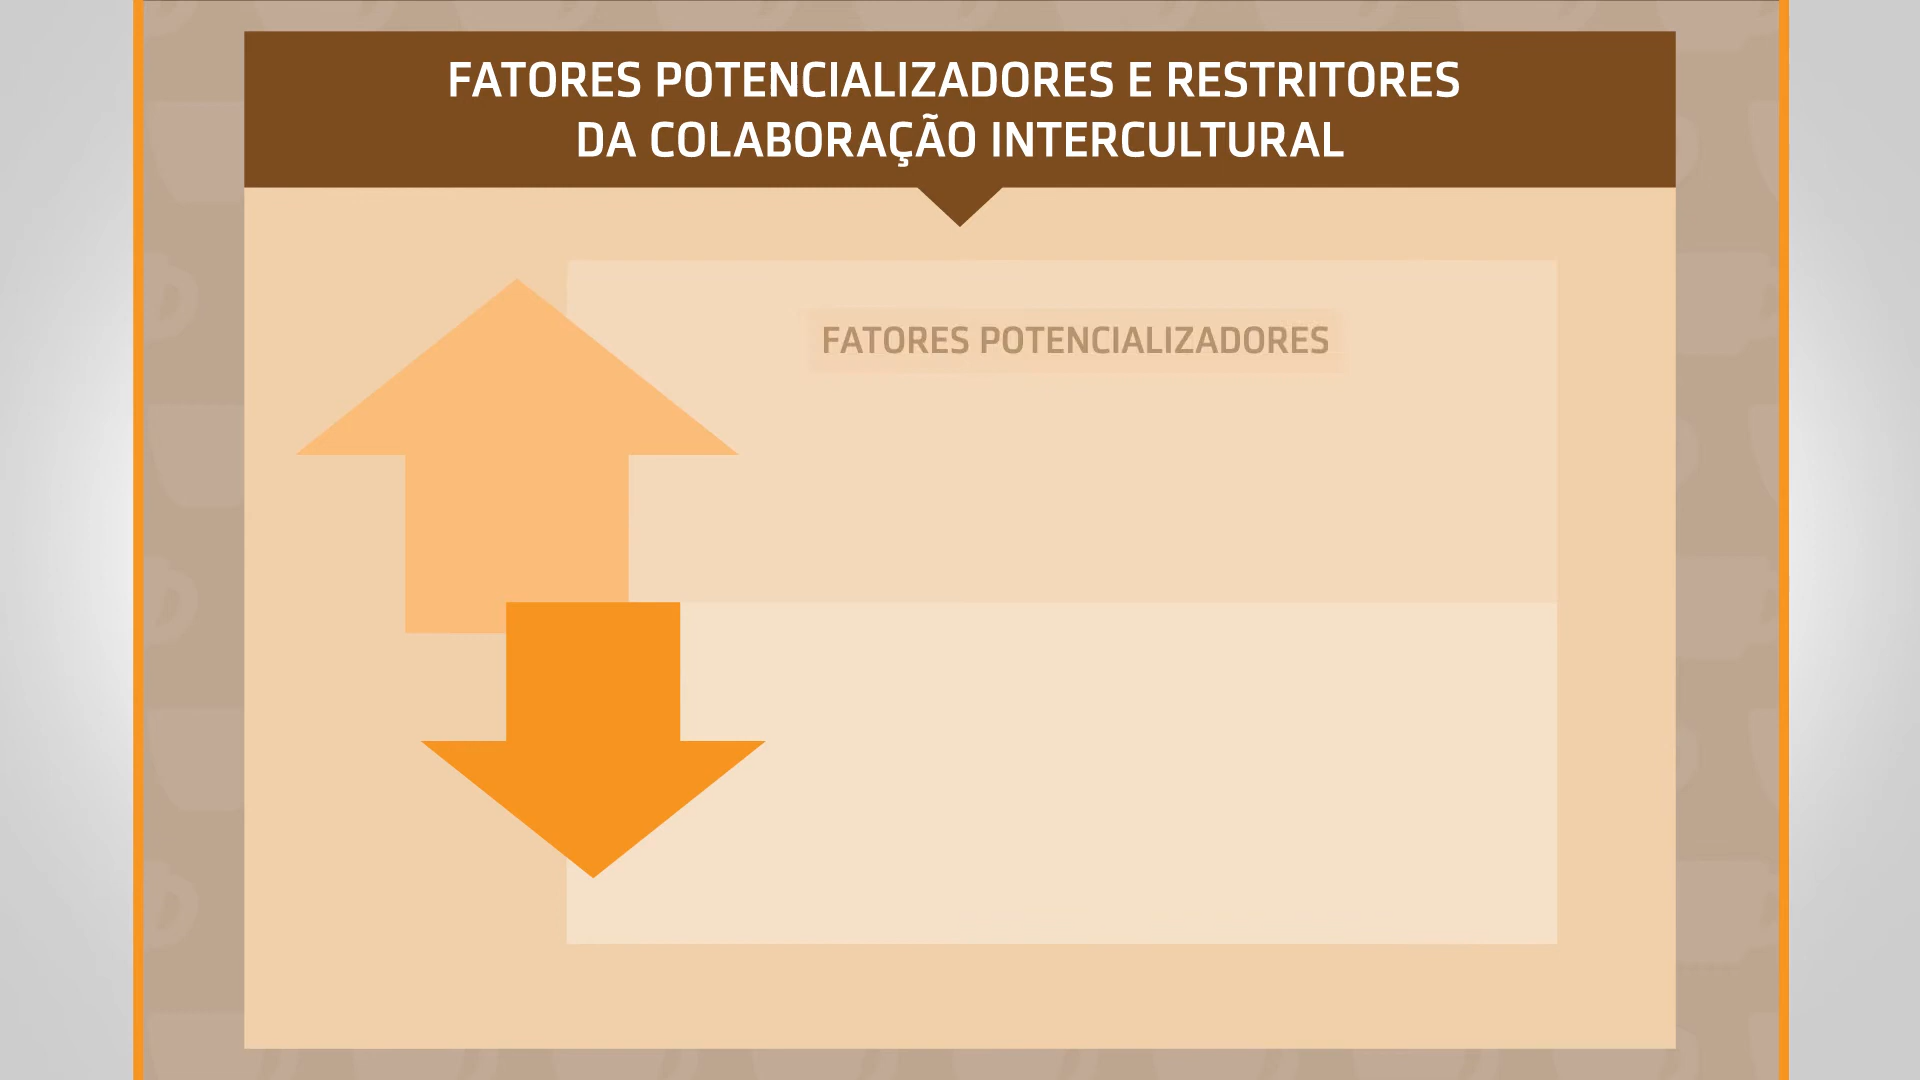 FATORES POTENCIALIZADORES E RESTRITORES
DA COLABORAÇÃO INTERCULTURAL
FATORES POTENCIALIZADORES